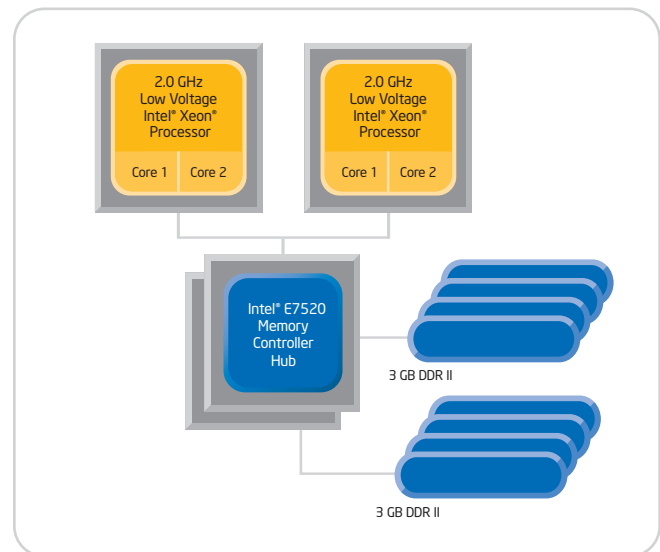 2.0 GHz
Low Voltage
Intel® Xeon®
Processor
Core 1
Core 2
2.0 GHz
Low Voltage
Intel® Xeon®
Processor
Core 1
Core 2
Intel® E7520
Memory
Controller
Hub
3 GB DDR II
3 GB DDR II